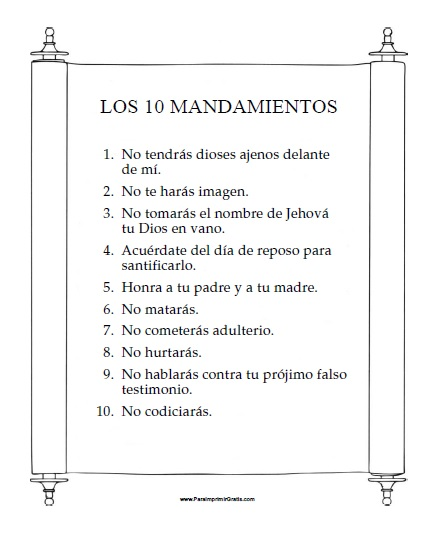 LOS 10 MANDAMIENTOS
1. No tendrás dioses ajenos delante
de mí.
2. No te harás imagen.
3. No tomarás el nombre de Jehová
tu Dios en vano.
4. Acuérdate del día de reposo para
santificarlo.
5. Honra a tu padre y a tu madre.
6. No matarás.
7. No cometerás adulterio.
8. No hurtarás.
9. No hablarás contra tu prójimo falso
testimonio.
10. No codiciarás.
www.ParaImprimirGratis.com